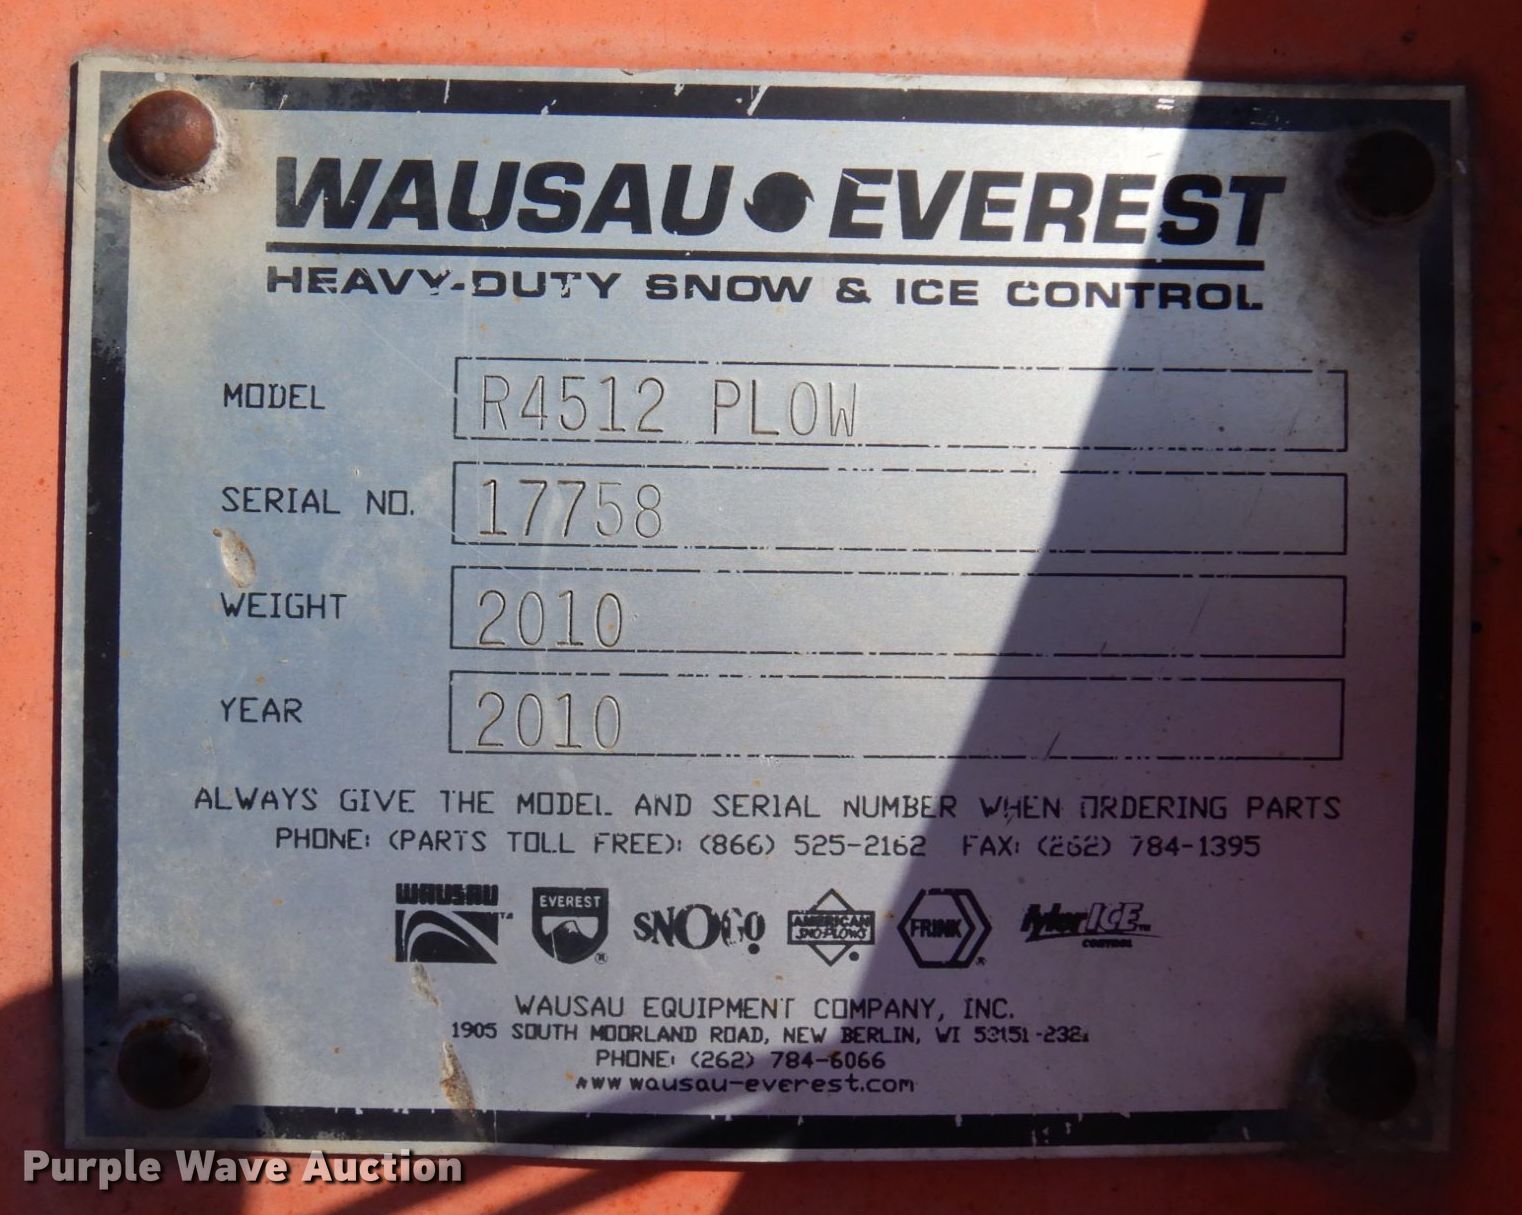 WAUSAU EVEREST
HEAVY-DUTY SNOW & ICE CONTROL
MODEL R4512 PLOW
SERIAL NO. 17758
WEIGHT 2010
YEAR 2010
ALWAYS GIVE THE MODEL AND SERIAL NUMBER WHEN ORDERING PARTS
PHONE: (PARTS TOLL FREE): (866) 525-2162 FAX: (262) 784-1395
WAUSAU™ EVEREST® SNOGO® AMERICAN SNO-PLOWS FRINK® TylerICE™ CONTROL
WAUSAU EQUIPMENT COMPANY, INC.
1905 SOUTH MOORLAND ROAD, NEW BERLIN, WI
PHONE: (262) 784-6066
www.wausau-everest.com
Purple Wave Auction